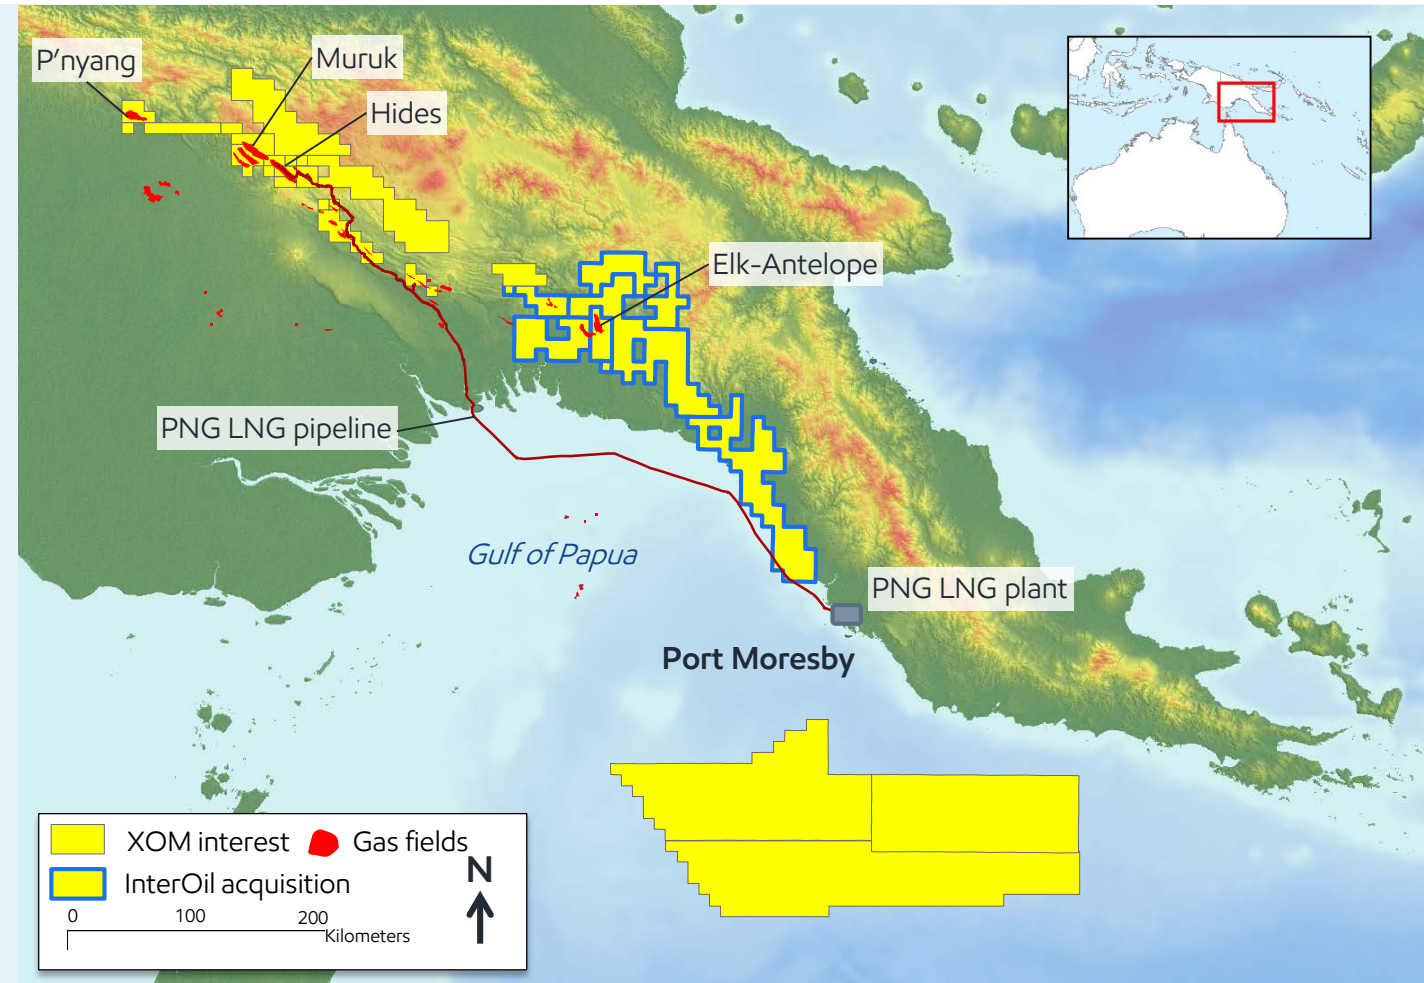 P'nyang
Muruk
Hides
Elk-Antelope
PNG LNG pipeline
Gulf of Papua
PNG LNG plant
Port Moresby
XOM interest Gas fields
InterOil acquisition
N
0 100 200
Kilometers